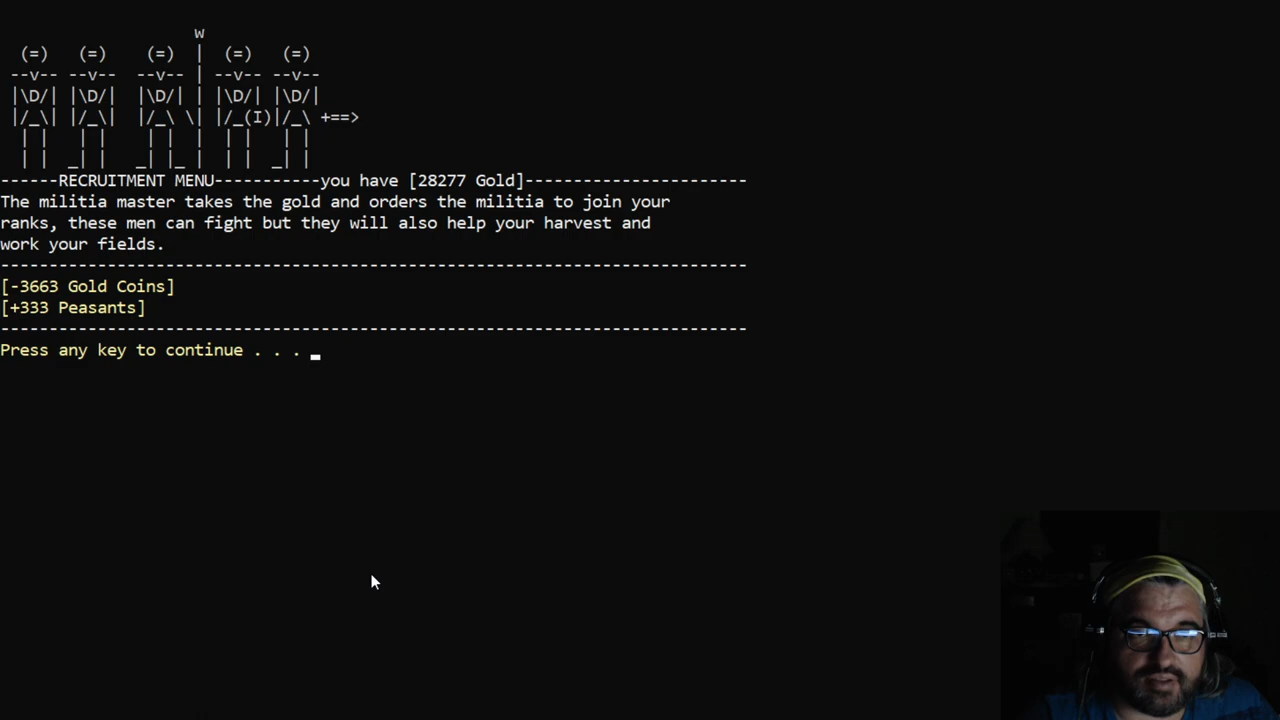 w
(=) (=) (=) | (=) (=)
--v-- --v-- --v-- | --v-- --v--
|\D/| |\D/| |\D/| | |\D/| |\D/|
|/_\| |/_\| |/_\ \| |/_(I)|/_\ +==>
| | | | | | | | | | |
| | _| | _| |_ | | | _| |
------RECRUITMENT MENU-----------you have [28277 Gold]-----------------------
The militia master takes the gold and orders the militia to join your
ranks, these men can fight but they will also help your harvest and
work your fields.
-----------------------------------------------------------------------------
[-3663 Gold Coins]
[+333 Peasants]
-----------------------------------------------------------------------------
Press any key to continue . . . _